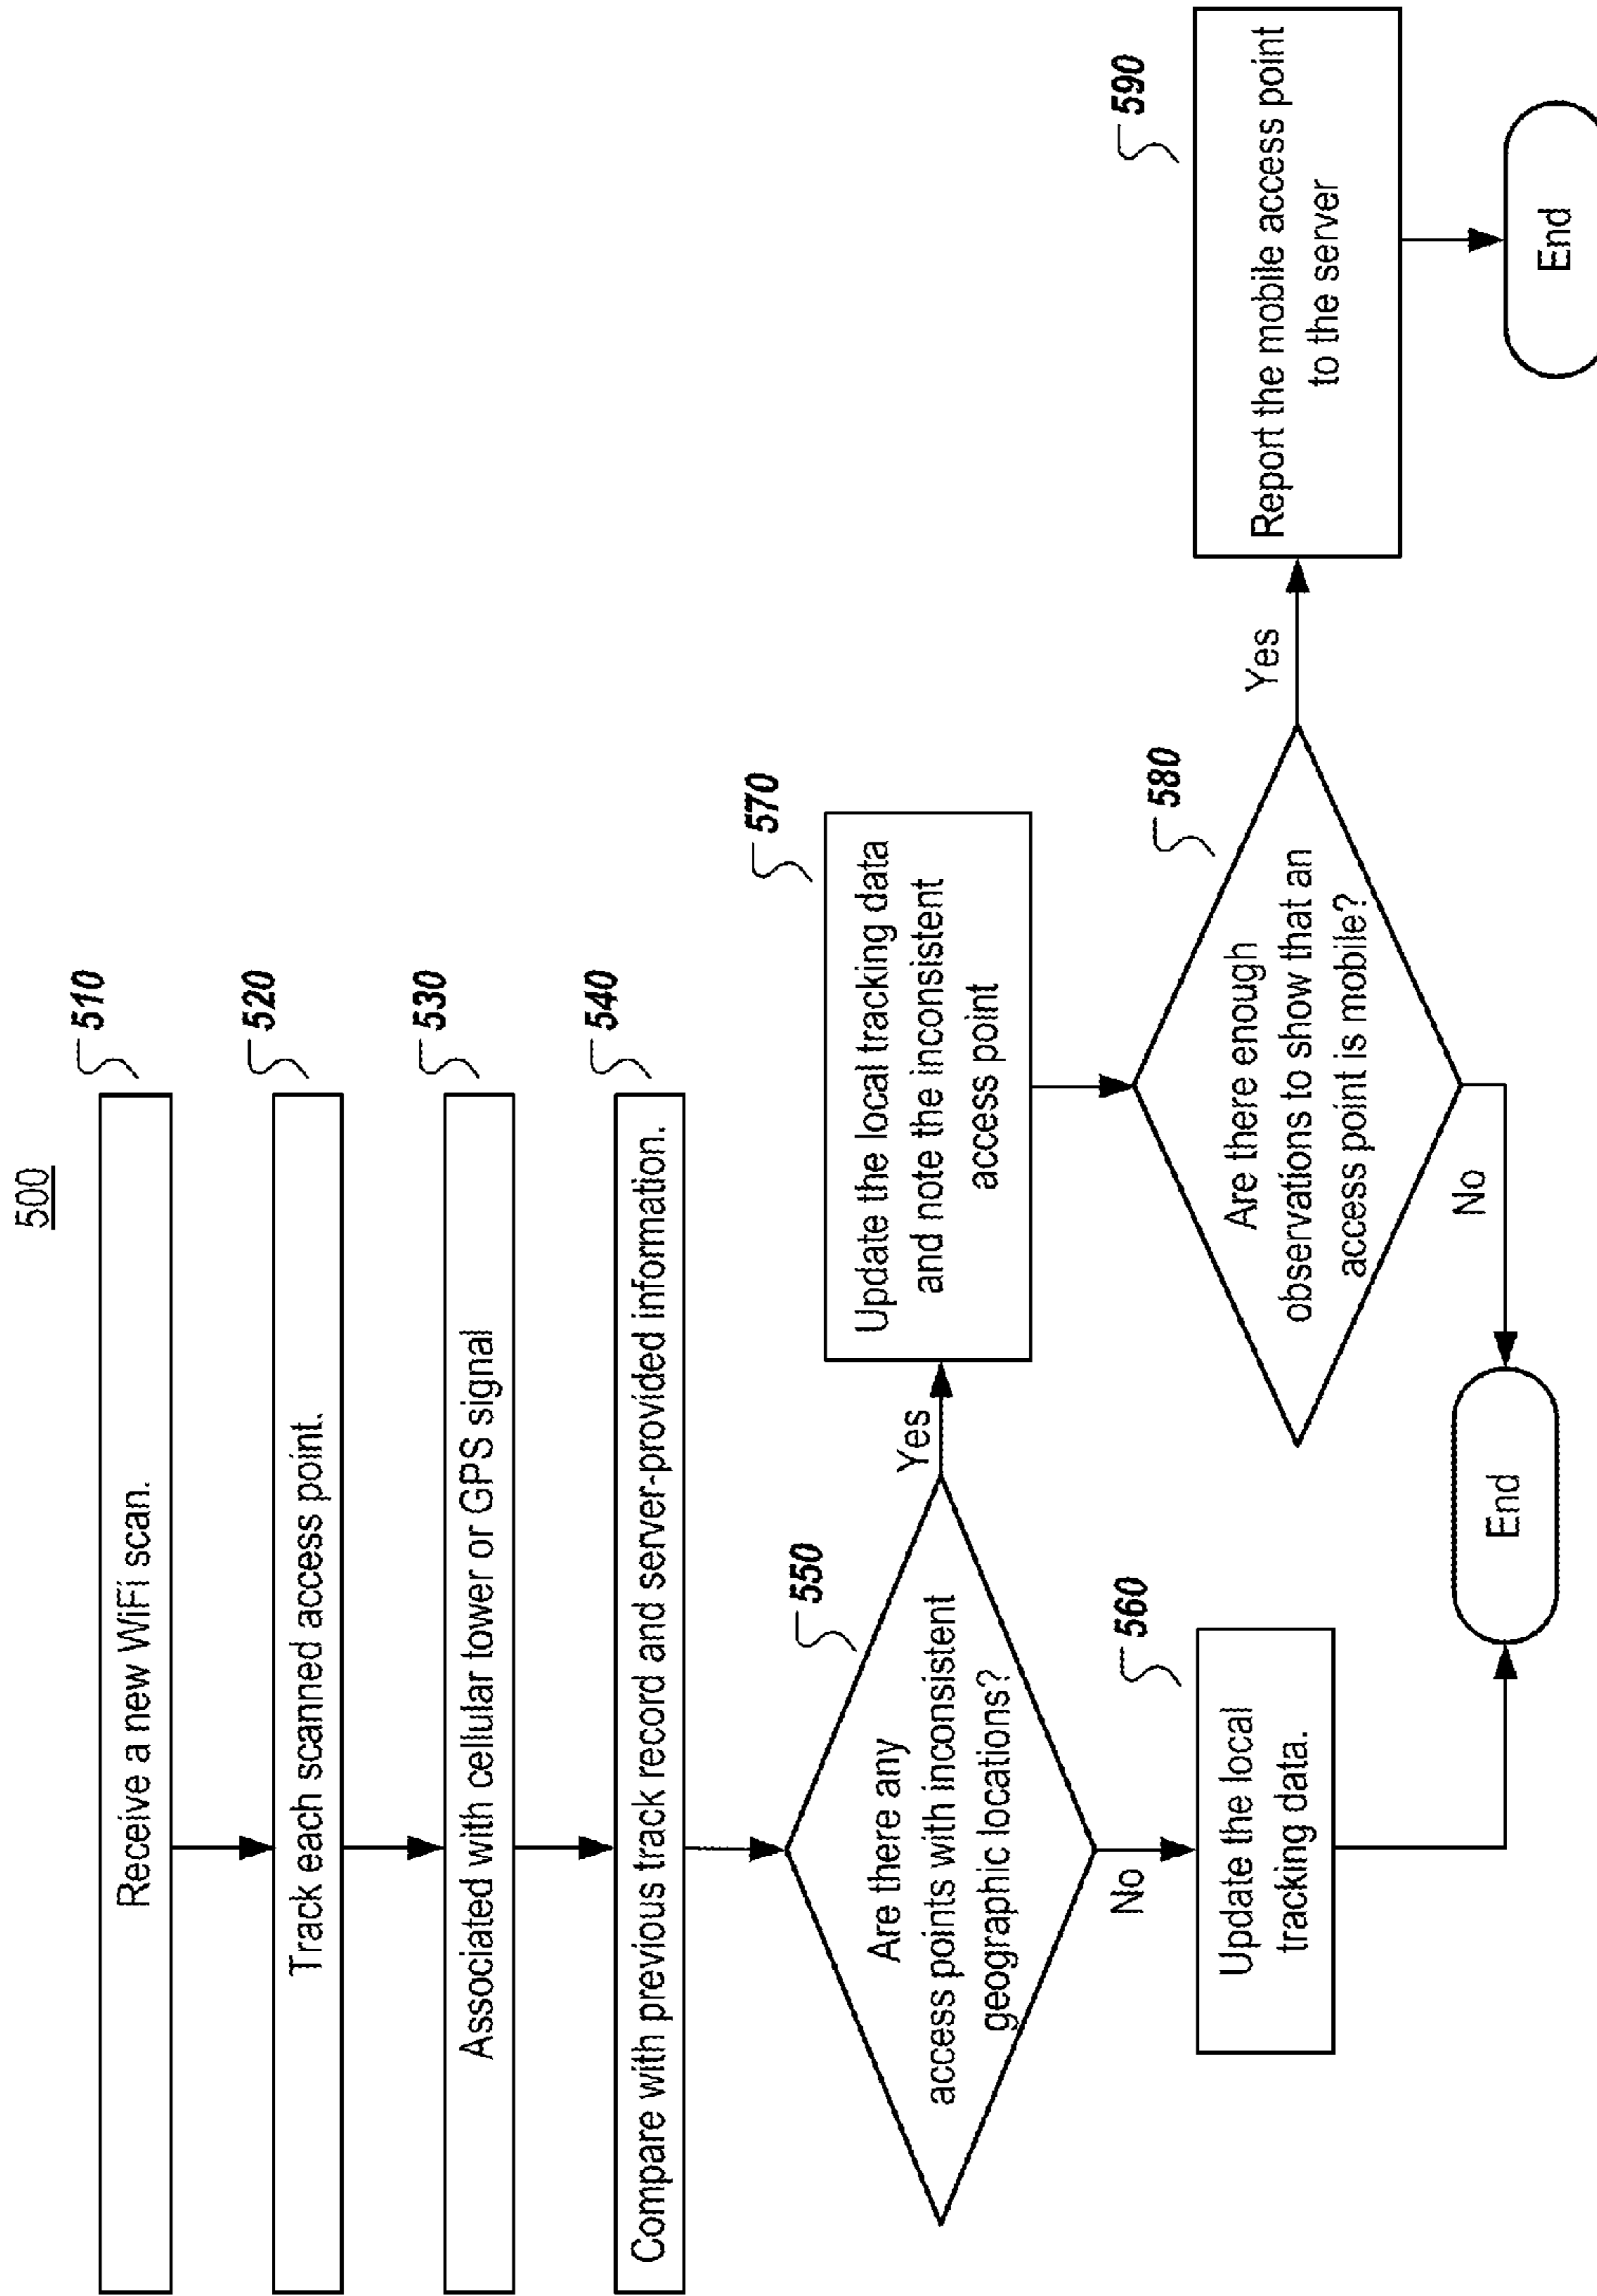 500
510
Receive a new WiFi scan.
520
Track each scanned access point.
530
Associated with cellular tower or GPS signal
540
Compare with previous track record and server-provided information.
550
Are there any
access points with inconsistent
geographic locations?
Yes
No
570
Update the local tracking data
and note the inconsistent
access point
560
Update the local
tracking data.
580
Are there enough
observations to show that an
access point is mobile?
Yes
No
590
Report the mobile access point
to the server
End
End